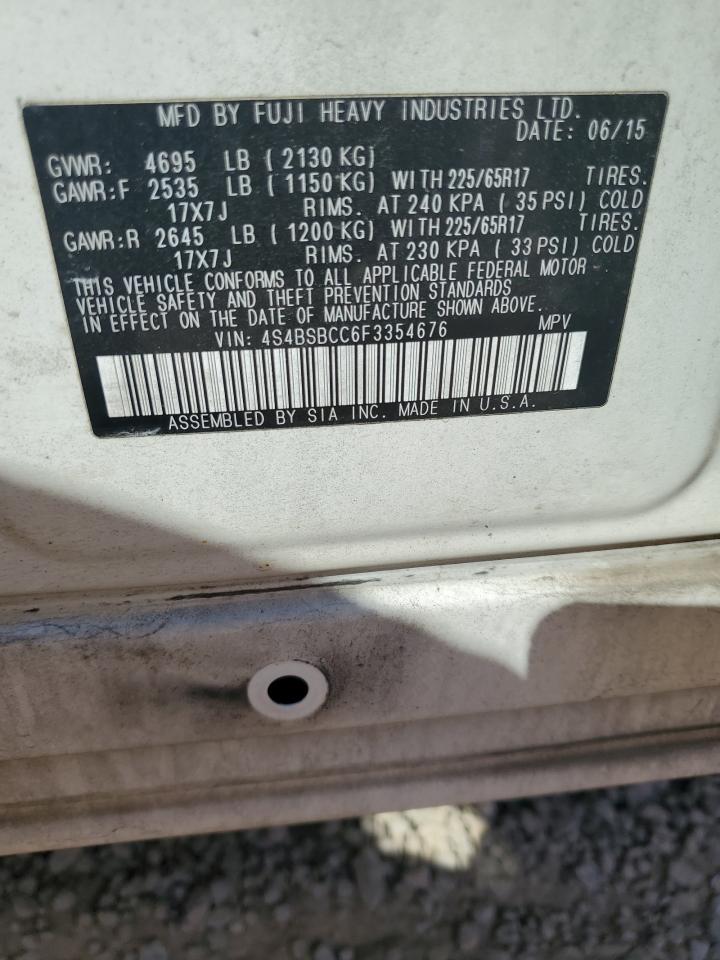 MFD BY FUJI HEAVY INDUSTRIES LTD.
DATE: 06/15
GVWR: 4695 LB ( 2130 KG)
GAWR:F 2535 LB ( 1150 KG) WITH 225/65R17 TIRES.
17X7J RIMS. AT 240 KPA ( 35 PSI) COLD
GAWR:R 2645 LB ( 1200 KG) WITH 225/65R17 TIRES.
17X7J RIMS. AT 230 KPA ( 33 PSI) COLD
THIS VEHICLE CONFORMS TO ALL APPLICABLE FEDERAL MOTOR
VEHICLE SAFETY AND THEFT PREVENTION STANDARDS
IN EFFECT ON THE DATE OF MANUFACTURE SHOWN ABOVE.
VIN: 4S4BSBCC6F3354676 MPV
ASSEMBLED BY SIA INC. MADE IN U.S.A.